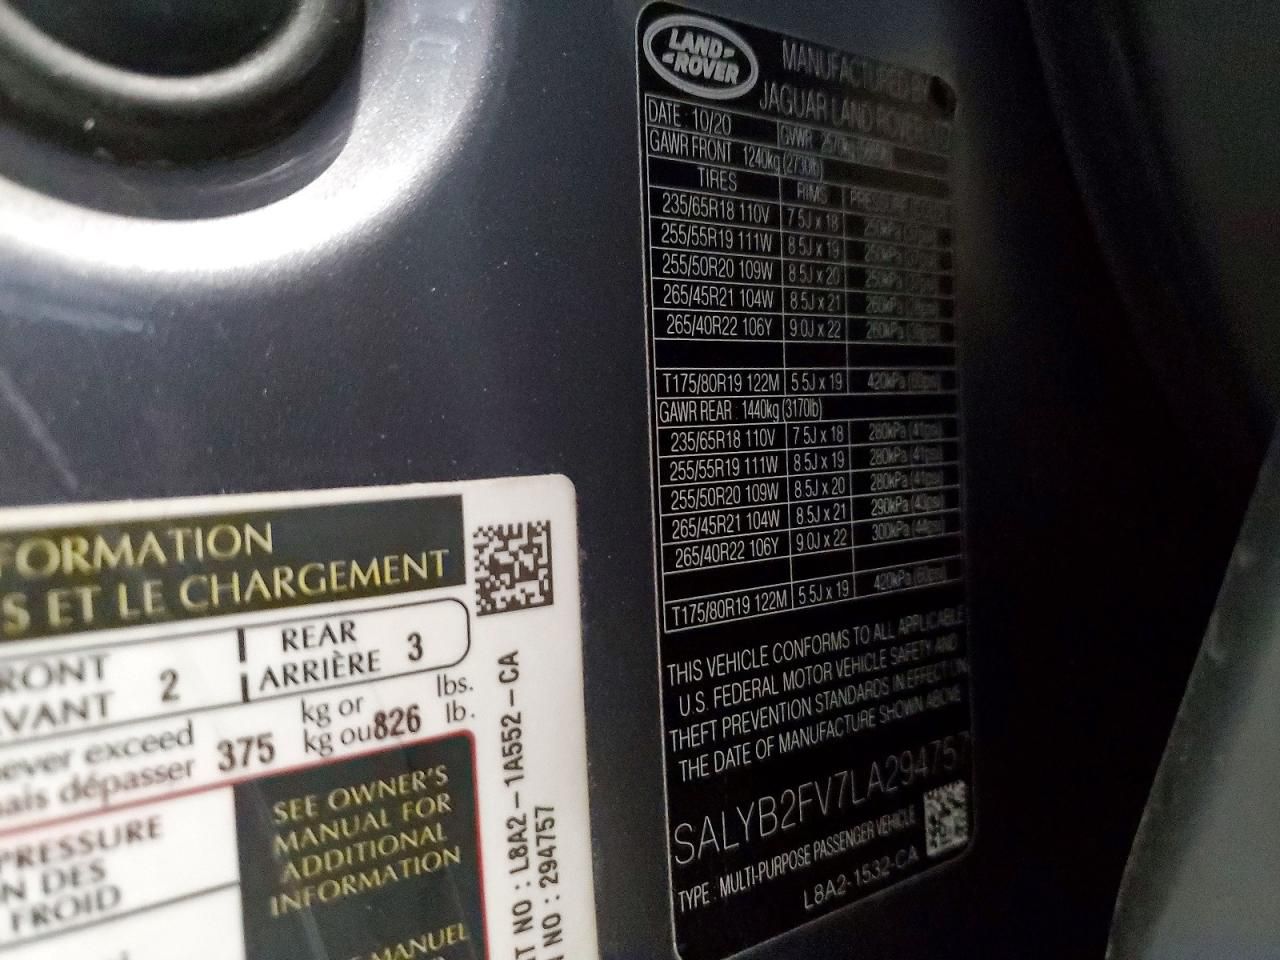 LAND-
-ROVER
MANUFACTURED BY
JAGUAR LAND ROVER
DATE : 10/20
GVWR
GAWR FRONT 1240kg (2730lb)
TIRES RIMS
235/65R18 110V 7.5J x 18
255/55R19 111W 8.5J x 19
255/50R20 109W 8.5J x 20
265/45R21 104W 8.5J x 21
265/40R22 106Y 9.0J x 22
T175/80R19 122M 5.5J x 19 420kPa (60psi)
GAWR REAR : 1440kg (3170lb)
235/65R18 110V 7.5J x 18 280kPa (41psi)
255/55R19 111W 8.5J x 19 280kPa (41psi)
255/50R20 109W 8.5J x 20 280kPa (41psi)
265/45R21 104W 8.5J x 21 290kPa
265/40R22 106Y 9.0J x 22 300kPa (44psi)
T175/80R19 122M 5.5J x 19 420kPa (60psi)
THIS VEHICLE CONFORMS TO ALL APPLICABLE
U.S. FEDERAL MOTOR VEHICLE SAFETY AND
THEFT PREVENTION STANDARDS IN EFFECT ON
THE DATE OF MANUFACTURE SHOWN ABOVE
SALYB2FV7LA294757
TYPE : MULTI-PURPOSE PASSENGER VEHICLE
L8A2-1532-CA
FORMATION
S ET LE CHARGEMENT
RONT
VANT 2
REAR
ARRIÈRE 3
ever exceed 375 kg or 826 lbs.
ais dépasser kg ou lb.
PRESSURE
N DES
FROID
SEE OWNER'S
MANUAL FOR
ADDITIONAL
INFORMATION
MANUEL
T NO : L8A2-1A552-CA
NO : 294757